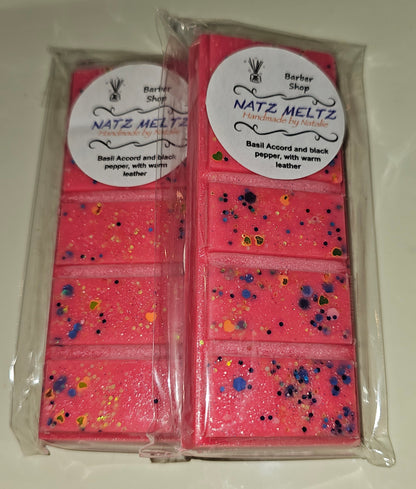 Barber
Shop
NATZ MELTZ
Handmade by Natalie
Basil Accord and black
pepper, with warm
leather
Barber
Shop
NATZ MELTZ
Handmade by Natalie
Basil Accord and black
pepper, with warm
leather